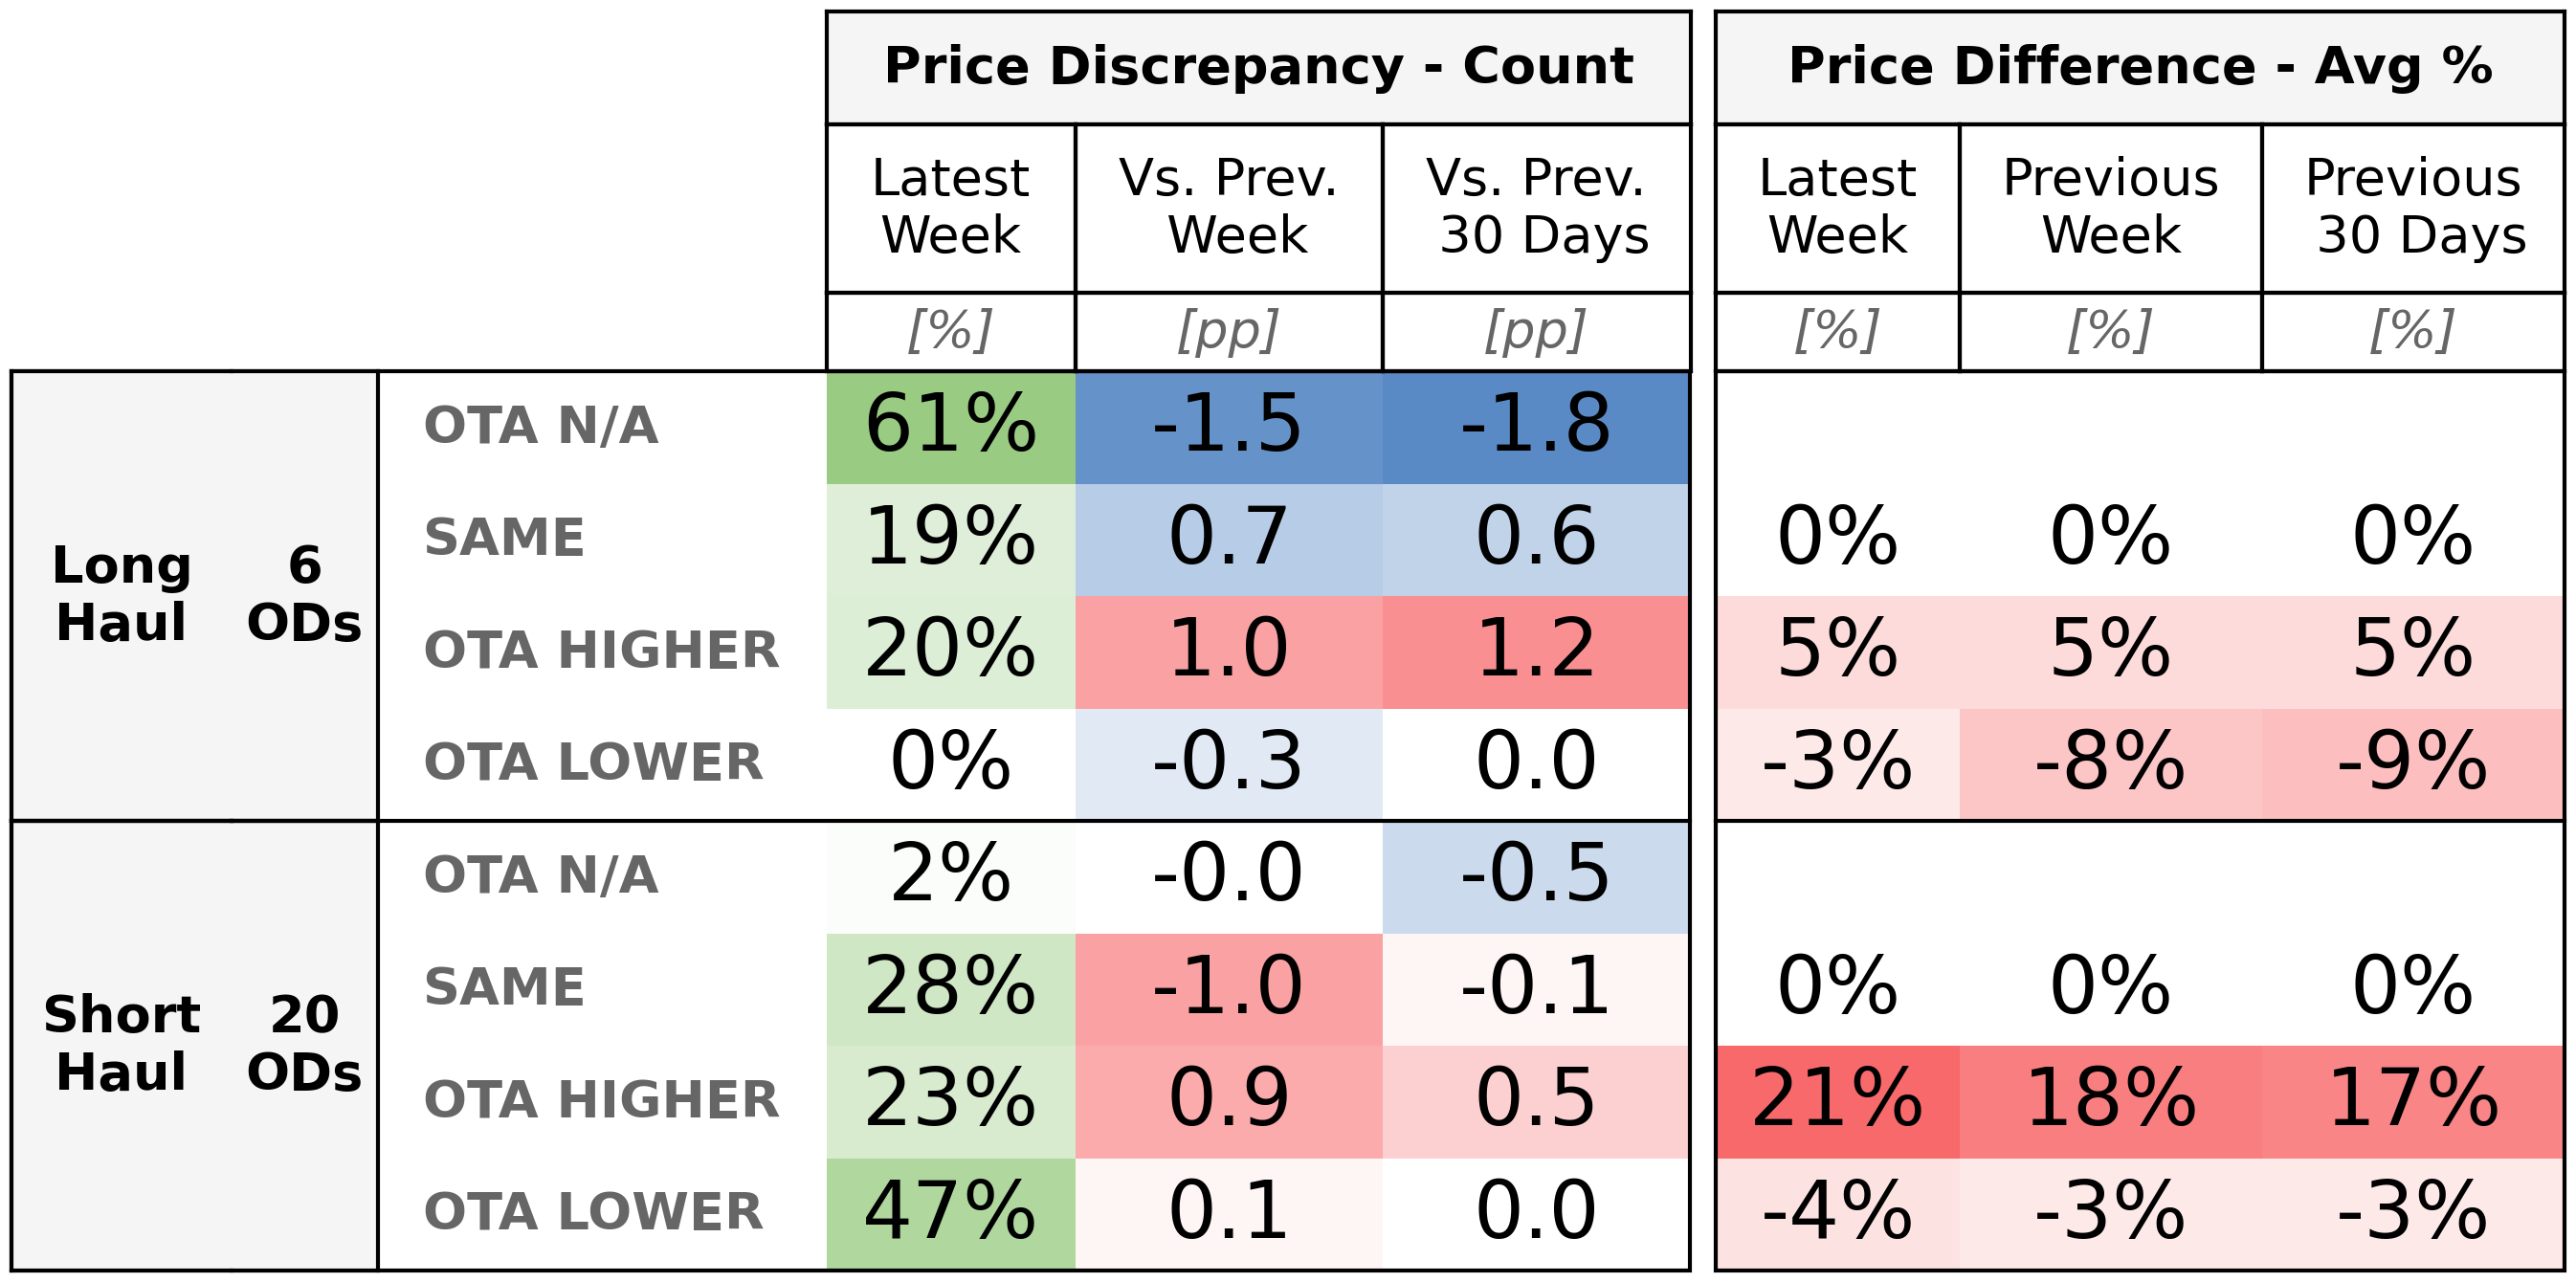 Price Discrepancy - Count Price Difference - Avg %
Latest Week Vs. Prev. Week Vs. Prev. 30 Days Latest Week Previous Week Previous 30 Days
[%] [pp] [pp] [%] [%] [%]
Long Haul 6 ODs
OTA N/A 61% -1.5 -1.8
SAME 19% 0.7 0.6 0% 0% 0%
OTA HIGHER 20% 1.0 1.2 5% 5% 5%
OTA LOWER 0% -0.3 0.0 -3% -8% -9%
Short Haul 20 ODs
OTA N/A 2% -0.0 -0.5
SAME 28% -1.0 -0.1 0% 0% 0%
OTA HIGHER 23% 0.9 0.5 21% 18% 17%
OTA LOWER 47% 0.1 0.0 -4% -3% -3%